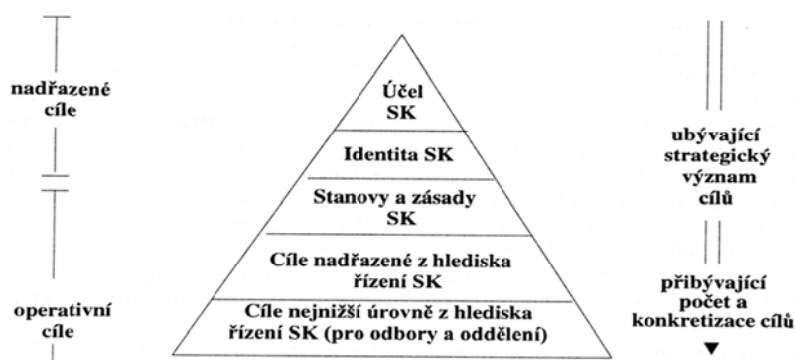 nadřazené
cíle
operativní
cíle
Účel
SK
Identita SK
Stanovy a zásady
SK
Cíle nadřazené z hlediska
řízení SK
Cíle nejnižší úrovně z hlediska
řízení SK (pro odbory a oddělení)
ubývající
strategický
význam
cílů
přibývající
počet a
konkretizace cílů